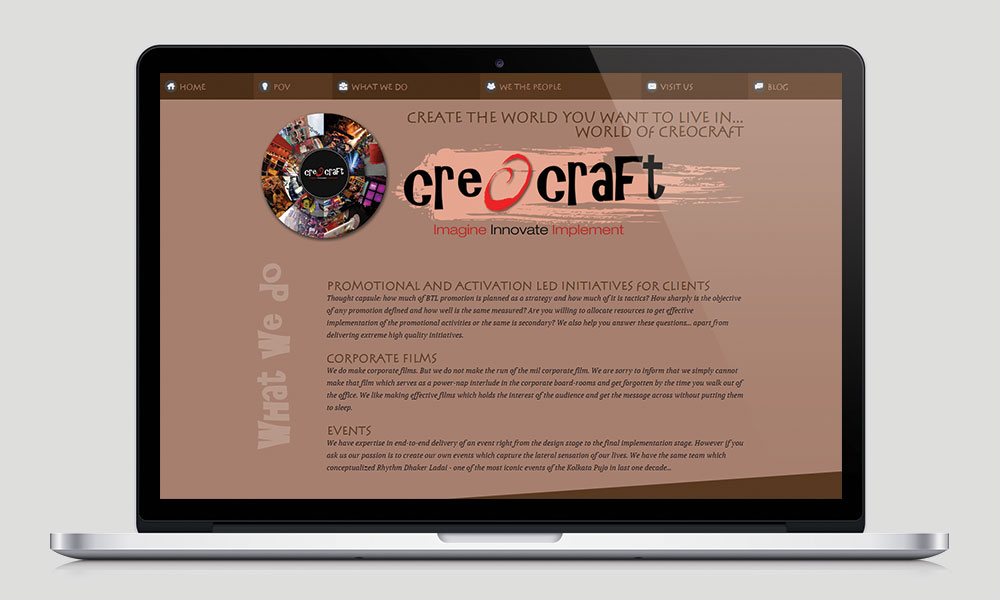 HOME
POV
WHAT WE DO
WE THE PEOPLE
VISIT US
BLOG
CREATE THE WORLD YOU WANT TO LIVE IN...
WORLD OF CREOCRAFT
creocraft
creocraft
Imagine Innovate Implement
What We do
PROMOTIONAL AND ACTIVATION LED INITIATIVES FOR CLIENTS
Thought capsule: how much of BTL promotion is planned as a strategy and how much of it is tactics? How sharply is the objective
of any promotion defined and how well is the same measured? Are you willing to allocate resources to get effective
implementation of the promotional activities or the same is secondary? We also help you answer these questions... apart from
delivering extreme high quality initiatives.
CORPORATE FILMS
We do make corporate films. But we do not make the run of the mil corporate film. We are sorry to inform that we simply cannot
make that film which serves as a power-nap interlude in the corporate board-rooms and get forgotten by the time you walk out of
the office. We like making effective films which holds the interest of the audience and get the message across without putting them
to sleep.
EVENTS
We have expertise in end-to-end delivery of an event right from the design stage to the final implementation stage. However if you
ask us our passion is to create our own events which capture the lateral sensation of our lives. We have the same team which
conceptualized Rhythm Dhaker Ladai - one of the most iconic events of the Kolkata Pujo in last one decade...